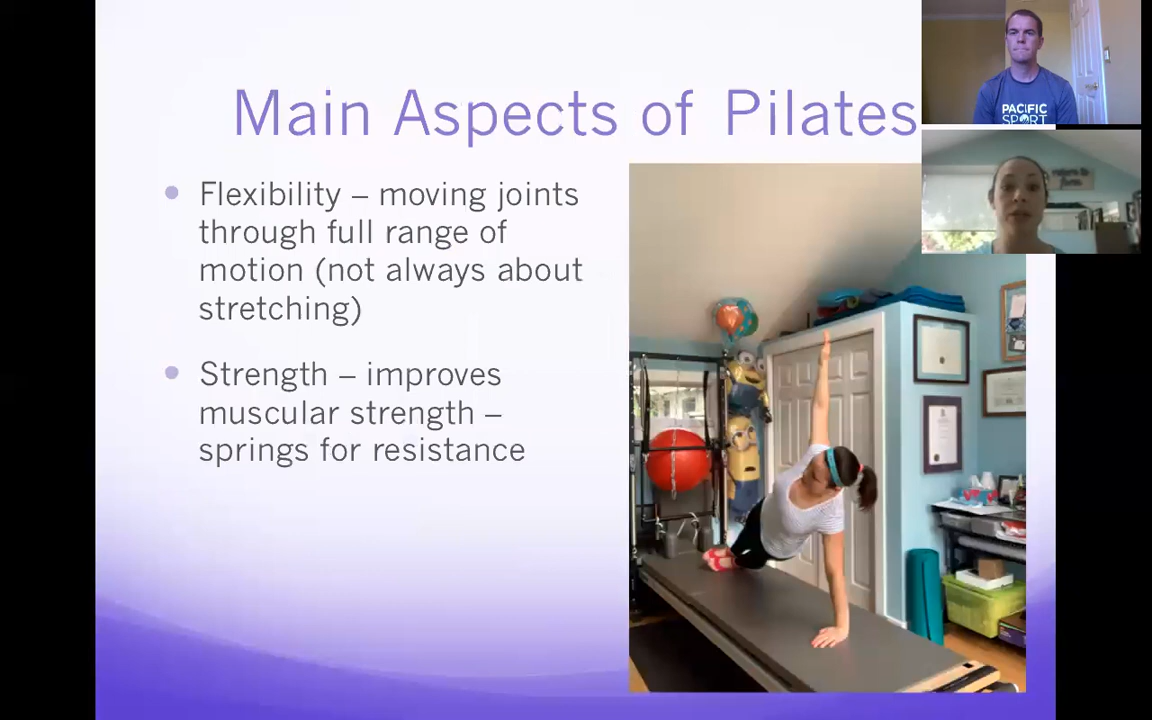 Main Aspects of Pilates
• Flexibility – moving joints
through full range of
motion (not always about
stretching)
• Strength – improves
muscular strength –
springs for resistance
PACIFIC
SPORT